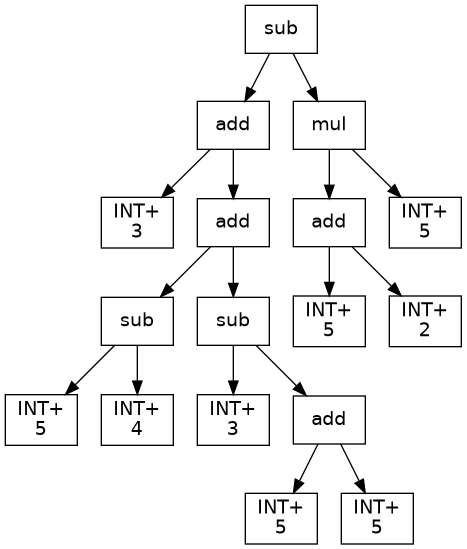 sub
add
mul
INT+
3
add
add
INT+
5
sub
sub
INT+
5
INT+
2
INT+
5
INT+
4
INT+
3
add
INT+
5
INT+
5